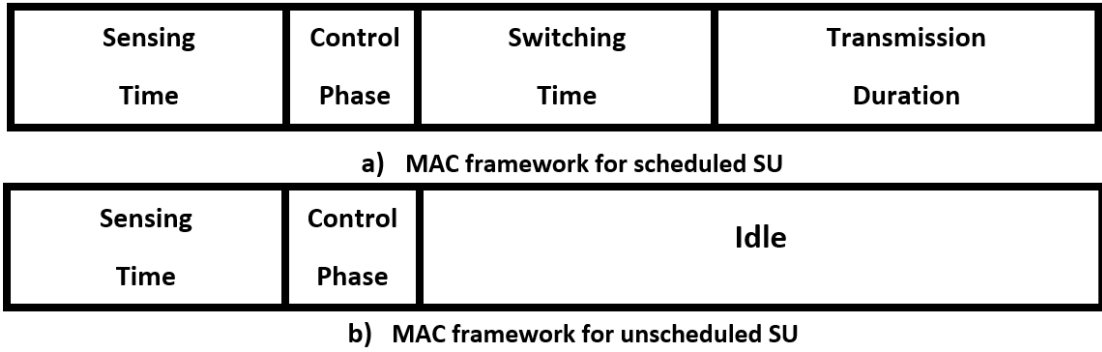 Sensing Control Switching Transmission
Time Phase Time Duration
a) MAC framework for scheduled SU
Sensing Control Idle
Time Phase
b) MAC framework for unscheduled SU